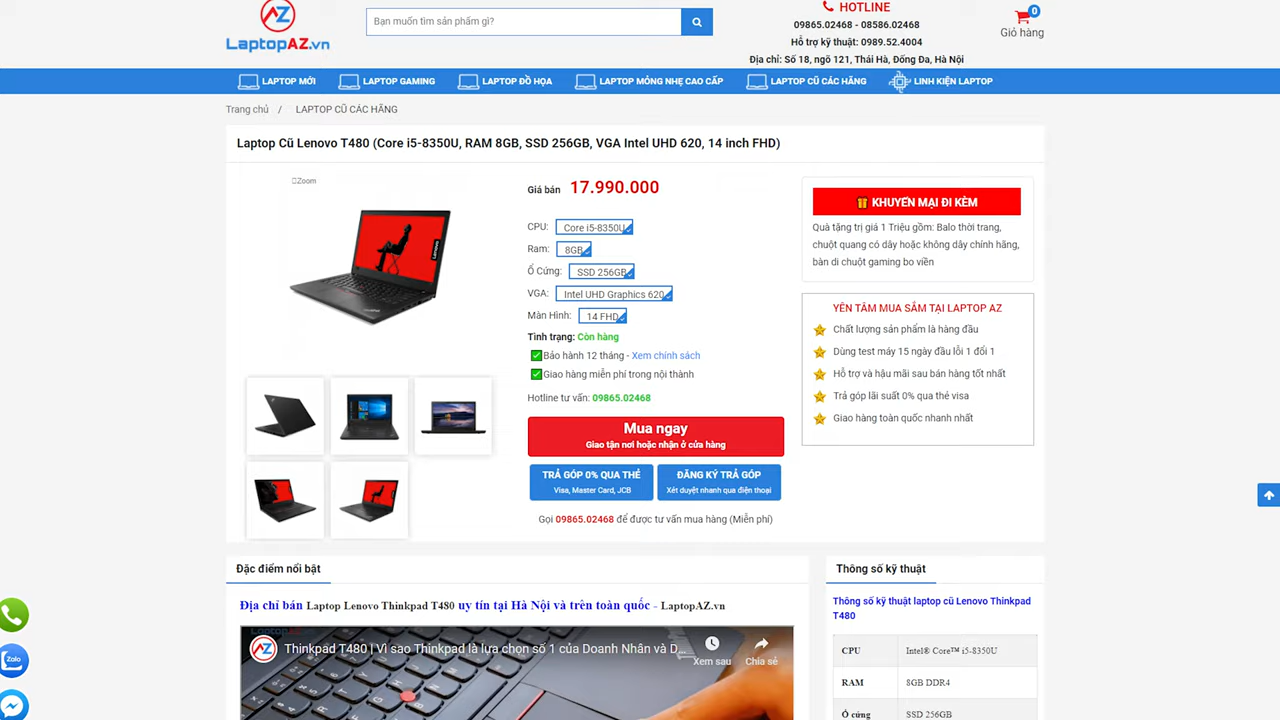 LaptopAZ.vn
Bạn muốn tìm sản phẩm gì?
HOTLINE
09865.02468 - 08586.02468
Hỗ trợ kỹ thuật: 0989.52.4004
Địa chỉ: Số 18, ngõ 121, Thái Hà, Đống Đa, Hà Nội
0
Giỏ hàng
LAPTOP MỚI
LAPTOP GAMING
LAPTOP ĐỒ HỌA
LAPTOP MỎNG NHẸ CAO CẤP
LAPTOP CŨ CÁC HÃNG
LINH KIỆN LAPTOP
Trang chủ / LAPTOP CŨ CÁC HÃNG
Laptop Cũ Lenovo T480 (Core i5-8350U, RAM 8GB, SSD 256GB, VGA Intel UHD 620, 14 inch FHD)
Zoom
Lenovo
Giá bán 17.990.000
CPU: Core i5-8350U
Ram: 8GB
Ổ Cứng: SSD 256GB
VGA: Intel UHD Graphics 620
Màn Hình: 14 FHD
Tình trạng: Còn hàng
Bảo hành 12 tháng - Xem chính sách
Giao hàng miễn phí trong nội thành
Hotline tư vấn: 09865.02468
Mua ngay
Giao tận nơi hoặc nhận ở cửa hàng
TRẢ GÓP 0% QUA THẺ
Visa, Master Card, JCB
ĐĂNG KÝ TRẢ GÓP
Xét duyệt nhanh qua điện thoại
Gọi 09865.02468 để được tư vấn mua hàng (Miễn phí)
KHUYẾN MẠI ĐI KÈM
Quà tặng trị giá 1 Triệu gồm: Balo thời trang,
chuột quang có dây hoặc không dây chính hãng,
bàn di chuột gaming bo viền
YÊN TÂM MUA SẮM TẠI LAPTOP AZ
Chất lượng sản phẩm là hàng đầu
Dùng test máy 15 ngày đầu lỗi 1 đổi 1
Hỗ trợ và hậu mãi sau bán hàng tốt nhất
Trả góp lãi suất 0% qua thẻ visa
Giao hàng toàn quốc nhanh nhất
Đặc điểm nổi bật
Địa chỉ bán Laptop Lenovo Thinkpad T480 uy tín tại Hà Nội và trên toàn quốc - LaptopAZ.vn
LaptopAZ.vn
Thinkpad T480 | Vì sao Thinkpad là lựa chọn số 1 của Doanh Nhân và D...
Xem sau
Chia sẻ
Thông số kỹ thuật
Thông số kỹ thuật laptop cũ Lenovo Thinkpad
T480
CPU Intel® Core™ i5-8350U
RAM 8GB DDR4
Ổ cứng SSD 256GB
Zalo